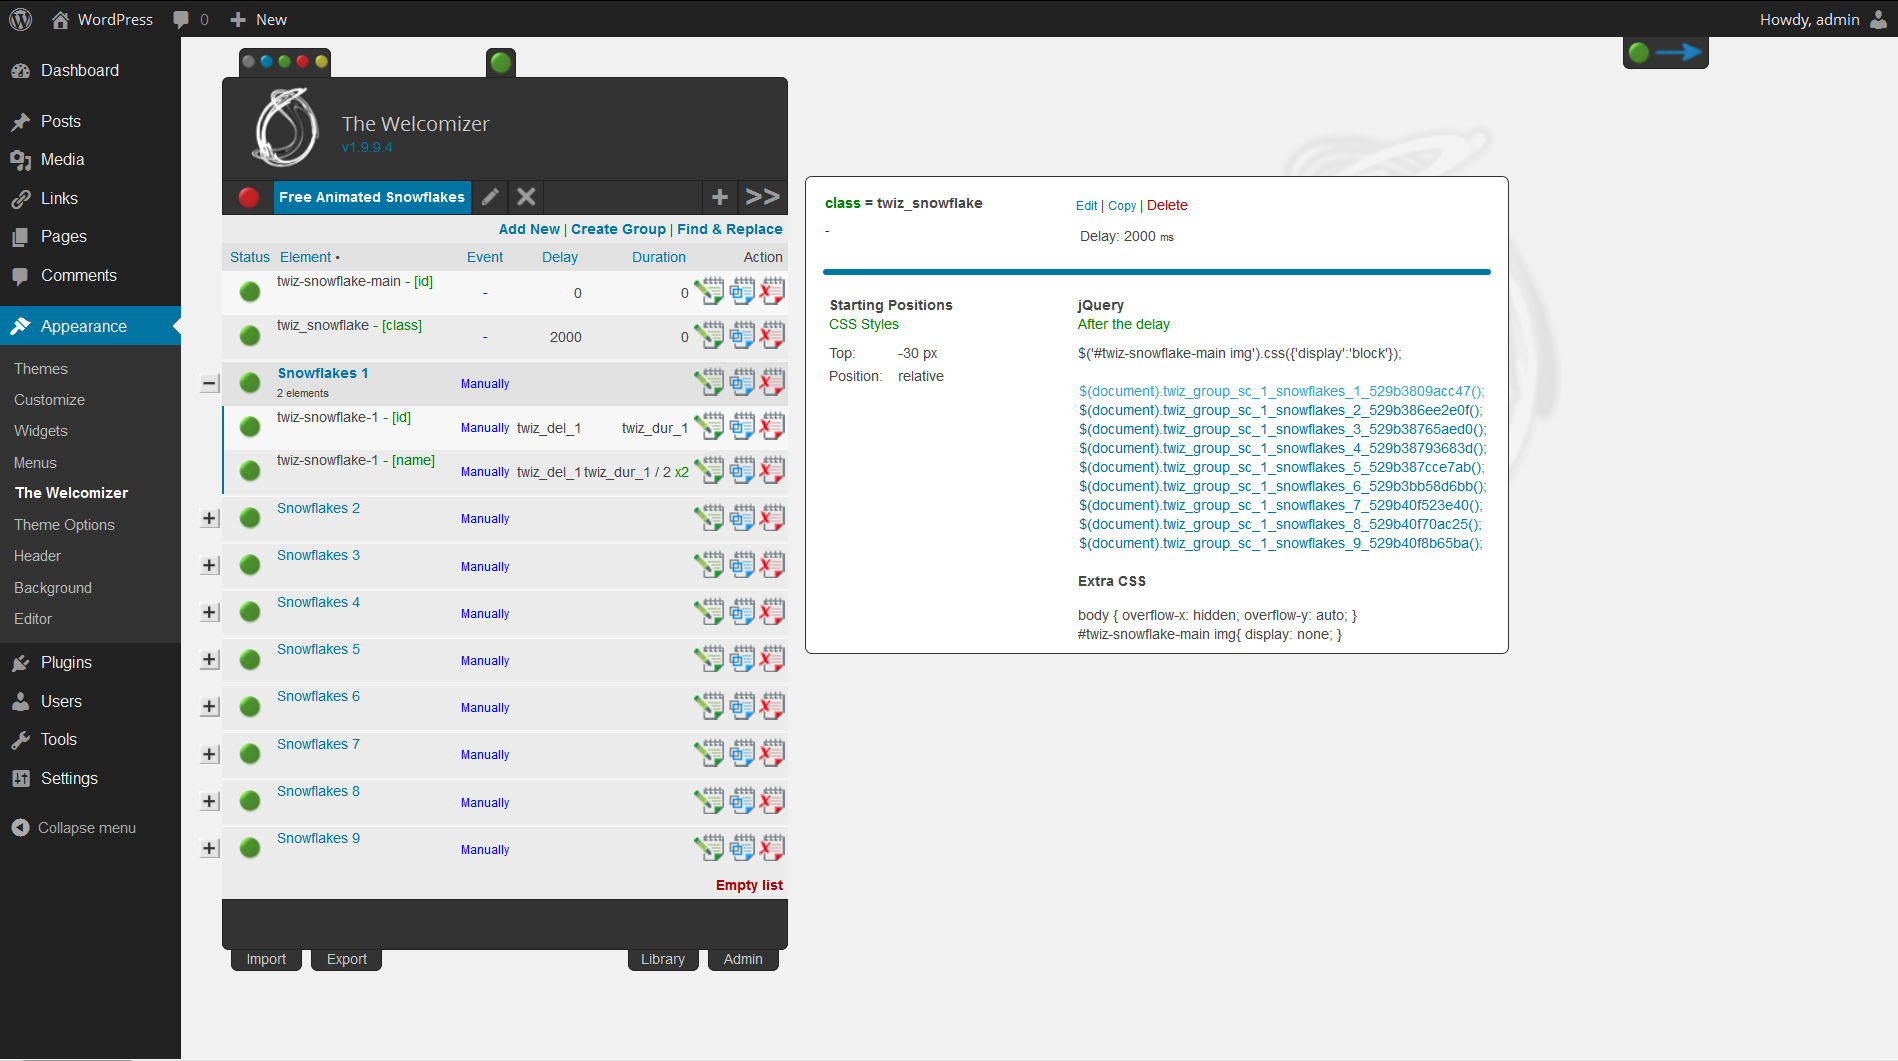 WordPress 0 New Howdy, admin
Dashboard
Posts
Media
Links
Pages
Comments
Appearance
Themes
Customize
Widgets
Menus
The Welcomizer
Theme Options
Header
Background
Editor
Plugins
Users
Tools
Settings
Collapse menu
The Welcomizer
v1.9.9.4
Free Animated Snowflakes + >>
Add New | Create Group | Find & Replace
Status Element • Event Delay Duration Action
twiz-snowflake-main - [id] - 0 0
twiz_snowflake - [class] - 2000 0
Snowflakes 1 Manually
2 elements
twiz-snowflake-1 - [id] Manually twiz_del_1 twiz_dur_1
twiz-snowflake-1 - [name] Manually twiz_del_1 twiz_dur_1 / 2 x2
Snowflakes 2 Manually
Snowflakes 3 Manually
Snowflakes 4 Manually
Snowflakes 5 Manually
Snowflakes 6 Manually
Snowflakes 7 Manually
Snowflakes 8 Manually
Snowflakes 9 Manually
Empty list
Import Export Library Admin
class = twiz_snowflake Edit | Copy | Delete
- Delay: 2000 ms
Starting Positions
CSS Styles
Top: -30 px
Position: relative
jQuery
After the delay
$('#twiz-snowflake-main img').css({'display':'block'});
$(document).twiz_group_sc_1_snowflakes_1_529b3809acc47();
$(document).twiz_group_sc_1_snowflakes_2_529b386ee2e0f();
$(document).twiz_group_sc_1_snowflakes_3_529b38765aed0();
$(document).twiz_group_sc_1_snowflakes_4_529b38793683d();
$(document).twiz_group_sc_1_snowflakes_5_529b387cce7ab();
$(document).twiz_group_sc_1_snowflakes_6_529b3bb58d6bb();
$(document).twiz_group_sc_1_snowflakes_7_529b40f523e40();
$(document).twiz_group_sc_1_snowflakes_8_529b40f70ac25();
$(document).twiz_group_sc_1_snowflakes_9_529b40f8b65ba();
Extra CSS
body { overflow-x: hidden; overflow-y: auto; }
#twiz-snowflake-main img{ display: none; }